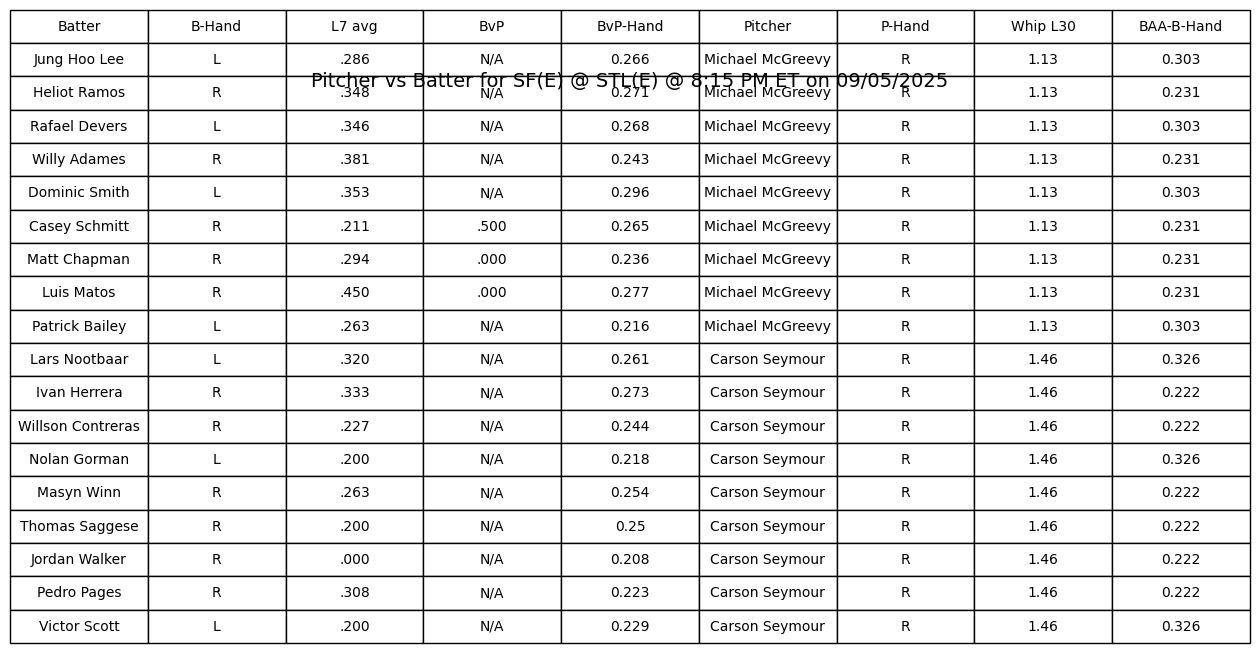 Batter B-Hand L7 avg BvP BvP-Hand Pitcher P-Hand Whip L30 BAA-B-Hand
Jung Hoo Lee L .286 N/A 0.266 Michael McGreevy R 1.13 0.303
Pitcher vs Batter for SF(E) @ STL(E) @ 8:15 PM ET on 09/05/2025
Heliot Ramos R .348 N/A 0.271 Michael McGreevy R 1.13 0.231
Rafael Devers L .346 N/A 0.268 Michael McGreevy R 1.13 0.303
Willy Adames R .381 N/A 0.243 Michael McGreevy R 1.13 0.231
Dominic Smith L .353 N/A 0.296 Michael McGreevy R 1.13 0.303
Casey Schmitt R .211 .500 0.265 Michael McGreevy R 1.13 0.231
Matt Chapman R .294 .000 0.236 Michael McGreevy R 1.13 0.231
Luis Matos R .450 .000 0.277 Michael McGreevy R 1.13 0.231
Patrick Bailey L .263 N/A 0.216 Michael McGreevy R 1.13 0.303
Lars Nootbaar L .320 N/A 0.261 Carson Seymour R 1.46 0.326
Ivan Herrera R .333 N/A 0.273 Carson Seymour R 1.46 0.222
Willson Contreras R .227 N/A 0.244 Carson Seymour R 1.46 0.222
Nolan Gorman L .200 N/A 0.218 Carson Seymour R 1.46 0.326
Masyn Winn R .263 N/A 0.254 Carson Seymour R 1.46 0.222
Thomas Saggese R .200 N/A 0.25 Carson Seymour R 1.46 0.222
Jordan Walker R .000 N/A 0.208 Carson Seymour R 1.46 0.222
Pedro Pages R .308 N/A 0.223 Carson Seymour R 1.46 0.222
Victor Scott L .200 N/A 0.229 Carson Seymour R 1.46 0.326